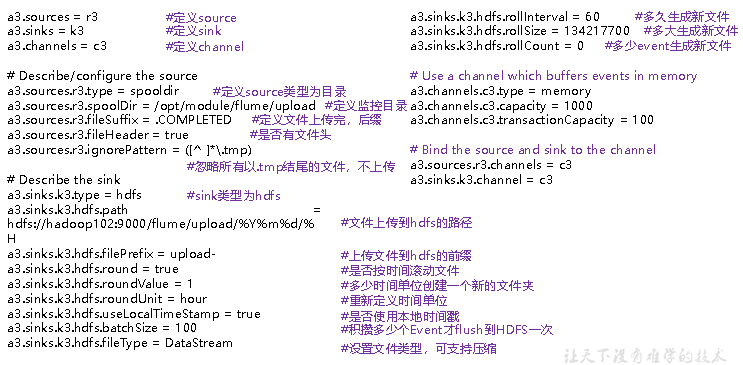 a3.sources = r3 #定义source
a3.sinks = k3 #定义sink
a3.channels = c3 #定义channel
# Describe/configure the source
a3.sources.r3.type = spooldir #定义source类型为目录
a3.sources.r3.spoolDir = /opt/module/flume/upload #定义监控目录
a3.sources.r3.fileSuffix = .COMPLETED #定义文件上传完，后缀
a3.sources.r3.fileHeader = true #是否有文件头
a3.sources.r3.ignorePattern = ([^ ]*\.tmp)
#忽略所有以.tmp结尾的文件，不上传
# Describe the sink
a3.sinks.k3.type = hdfs #sink类型为hdfs
a3.sinks.k3.hdfs.path =
hdfs://hadoop102:9000/flume/upload/%Y%m%d/% #文件上传到hdfs的路径
H
a3.sinks.k3.hdfs.filePrefix = upload- #上传文件到hdfs的前缀
a3.sinks.k3.hdfs.round = true #是否按时间滚动文件
a3.sinks.k3.hdfs.roundValue = 1 #多少时间单位创建一个新的文件夹
a3.sinks.k3.hdfs.roundUnit = hour #重新定义时间单位
a3.sinks.k3.hdfs.useLocalTimeStamp = true #是否使用本地时间戳
a3.sinks.k3.hdfs.batchSize = 100 #积攒多少个Event才flush到HDFS一次
a3.sinks.k3.hdfs.fileType = DataStream #设置文件类型，可支持压缩
a3.sinks.k3.hdfs.rollInterval = 60 #多久生成新文件
a3.sinks.k3.hdfs.rollSize = 134217700 #多大生成新文件
a3.sinks.k3.hdfs.rollCount = 0 #多少event生成新文件
# Use a channel which buffers events in memory
a3.channels.c3.type = memory
a3.channels.c3.capacity = 1000
a3.channels.c3.transactionCapacity = 100
# Bind the source and sink to the channel
a3.sources.r3.channels = c3
a3.sinks.k3.channel = c3
让天下没有难学的技术